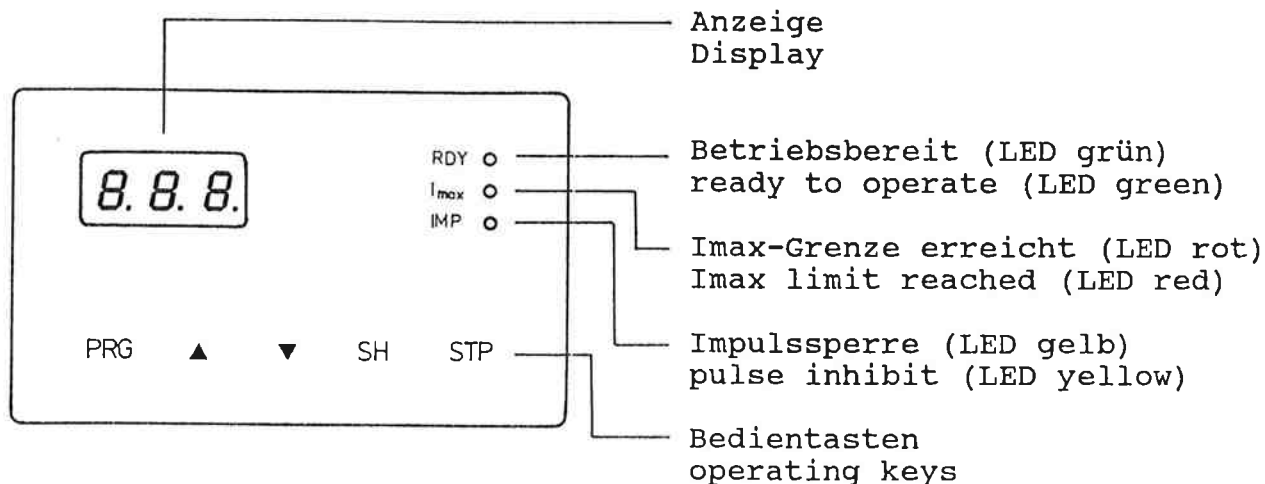 Anzeige
Display
8.8.8.
RDY
Imax
IMP
Betriebsbereit (LED grün)
ready to operate (LED green)
Imax-Grenze erreicht (LED rot)
Imax limit reached (LED red)
PRG ▲ ▼ SH STP
Impulssperre (LED gelb)
pulse inhibit (LED yellow)
Bedientasten
operating keys